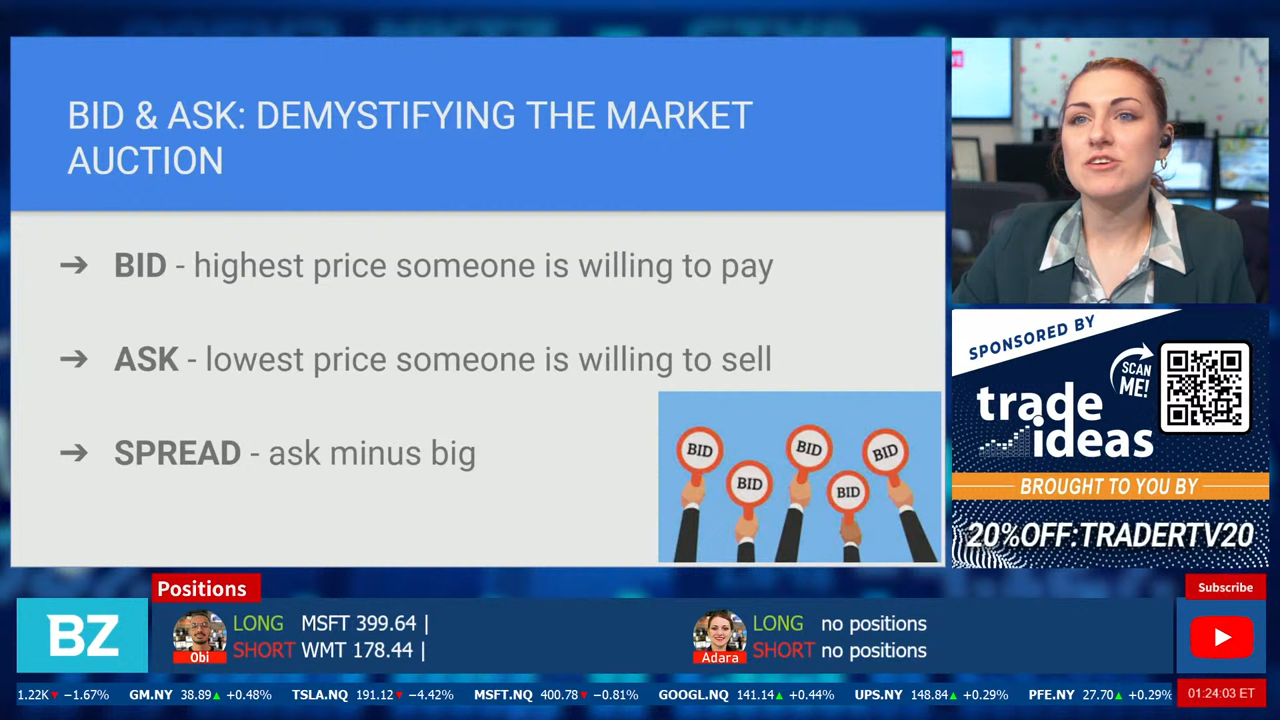 BID & ASK: DEMYSTIFYING THE MARKET
AUCTION
➔ BID - highest price someone is willing to pay
➔ ASK - lowest price someone is willing to sell
➔ SPREAD - ask minus big
BID
BID
BID
BID
BID
SPONSORED BY
SCAN
ME!
trade
ideas
BROUGHT TO YOU BY
20%OFF:TRADERTV20
Positions
Subscribe
BZ
Obi
LONG MSFT 399.64 |
SHORT WMT 178.44 |
Adara
LONG no positions
SHORT no positions
1.22K▼ −1.67% GM.NY 38.89▲ +0.48% TSLA.NQ 191.12▼ −4.42% MSFT.NQ 400.78▼ −0.81% GOOGL.NQ 141.14▲ +0.44% UPS.NY 148.84▲ +0.29% PFE.NY 27.70▲ +0.29%
01:24:03 ET